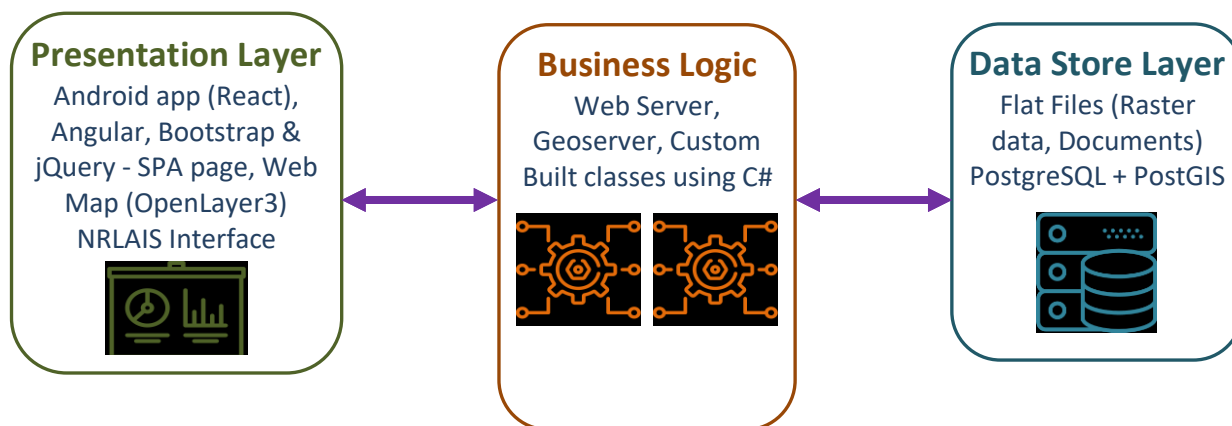 Presentation Layer
Android app (React),
Angular, Bootstrap &
jQuery - SPA page, Web
Map (OpenLayer3)
NRLAIS Interface
Business Logic
Web Server,
Geoserver, Custom
Built classes using C#
Data Store Layer
Flat Files (Raster
data, Documents)
PostgreSQL + PostGIS